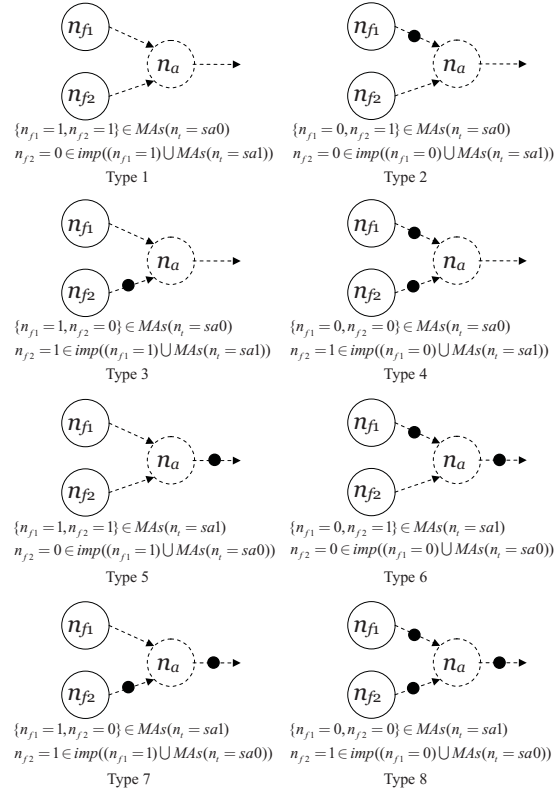 n_{f1} n_{f1}
n_a n_a
n_{f2} n_{f2}
{n_{f1} = 1, n_{f2} = 1} ∈ MAs(n_t = sa0) {n_{f1} = 0, n_{f2} = 1} ∈ MAs(n_t = sa0)
n_{f2} = 0 ∈ imp((n_{f1} = 1) ∪ MAs(n_t = sa1)) n_{f2} = 0 ∈ imp((n_{f1} = 0) ∪ MAs(n_t = sa1))
Type 1 Type 2
n_{f1} n_{f1}
n_a n_a
n_{f2} n_{f2}
{n_{f1} = 1, n_{f2} = 0} ∈ MAs(n_t = sa0) {n_{f1} = 0, n_{f2} = 0} ∈ MAs(n_t = sa0)
n_{f2} = 1 ∈ imp((n_{f1} = 1) ∪ MAs(n_t = sa1)) n_{f2} = 1 ∈ imp((n_{f1} = 0) ∪ MAs(n_t = sa1))
Type 3 Type 4
n_{f1} n_{f1}
n_a n_a
n_{f2} n_{f2}
{n_{f1} = 1, n_{f2} = 1} ∈ MAs(n_t = sa1) {n_{f1} = 0, n_{f2} = 1} ∈ MAs(n_t = sa1)
n_{f2} = 0 ∈ imp((n_{f1} = 1) ∪ MAs(n_t = sa0)) n_{f2} = 0 ∈ imp((n_{f1} = 0) ∪ MAs(n_t = sa0))
Type 5 Type 6
n_{f1} n_{f1}
n_a n_a
n_{f2} n_{f2}
{n_{f1} = 1, n_{f2} = 0} ∈ MAs(n_t = sa1) {n_{f1} = 0, n_{f2} = 0} ∈ MAs(n_t = sa1)
n_{f2} = 1 ∈ imp((n_{f1} = 1) ∪ MAs(n_t = sa0)) n_{f2} = 1 ∈ imp((n_{f1} = 0) ∪ MAs(n_t = sa0))
Type 7 Type 8